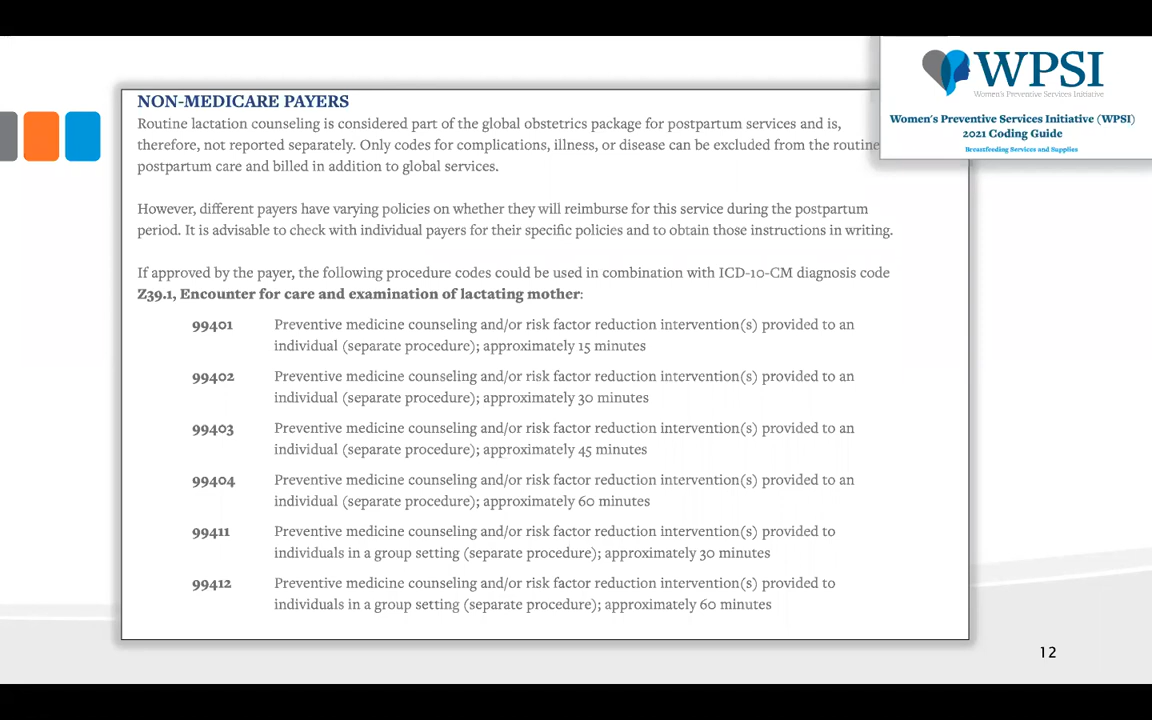 WPSI
Women's Preventive Services Initiative
Women's Preventive Services Initiative (WPSI)
2021 Coding Guide
Breastfeeding Services and Supplies
NON-MEDICARE PAYERS
Routine lactation counseling is considered part of the global obstetrics package for postpartum services and is,
therefore, not reported separately. Only codes for complications, illness, or disease can be excluded from the routine
postpartum care and billed in addition to global services.
However, different payers have varying policies on whether they will reimburse for this service during the postpartum
period. It is advisable to check with individual payers for their specific policies and to obtain those instructions in writing.
If approved by the payer, the following procedure codes could be used in combination with ICD-10-CM diagnosis code
Z39.1, Encounter for care and examination of lactating mother:
99401 Preventive medicine counseling and/or risk factor reduction intervention(s) provided to an
individual (separate procedure); approximately 15 minutes
99402 Preventive medicine counseling and/or risk factor reduction intervention(s) provided to an
individual (separate procedure); approximately 30 minutes
99403 Preventive medicine counseling and/or risk factor reduction intervention(s) provided to an
individual (separate procedure); approximately 45 minutes
99404 Preventive medicine counseling and/or risk factor reduction intervention(s) provided to an
individual (separate procedure); approximately 60 minutes
99411 Preventive medicine counseling and/or risk factor reduction intervention(s) provided to
individuals in a group setting (separate procedure); approximately 30 minutes
99412 Preventive medicine counseling and/or risk factor reduction intervention(s) provided to
individuals in a group setting (separate procedure); approximately 60 minutes
12